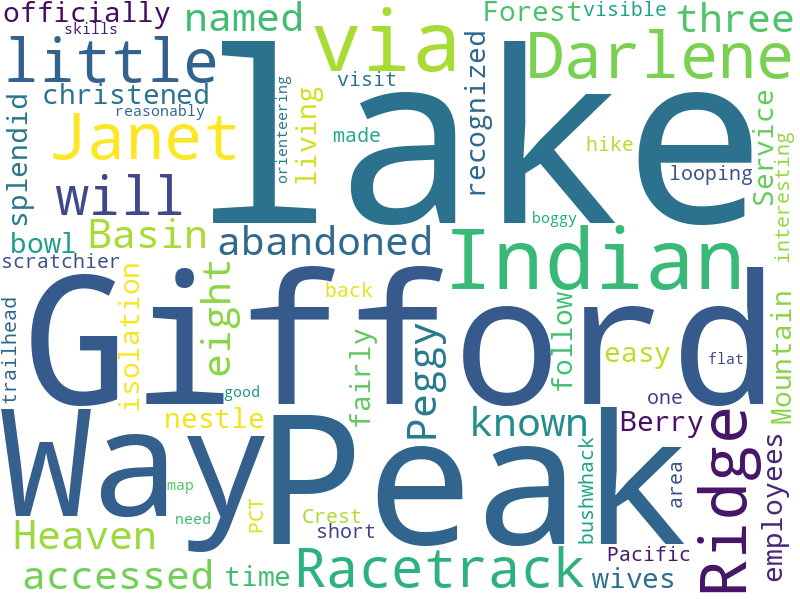 officially
skills
named
via
Forest
visible
three
little
christened
reasonably
splendid
Janet
will
bowl
Basin
scratchier
lake
orienteering
living
visit
made
recognized
Darlene
hike
looping
Service
interesting
boggy
abandoned
Indian
Gifford
isolation
eight
back
good
trailhead
nestle
fairly
Peggy
follow
easy
flat
one
Mountain
known
Berry
Way
Peak
map
need
PCT
Crest
short
bushwhack
area
Ridge
employees
Heaven
accessed
time
Racetrack
Pacific
wives